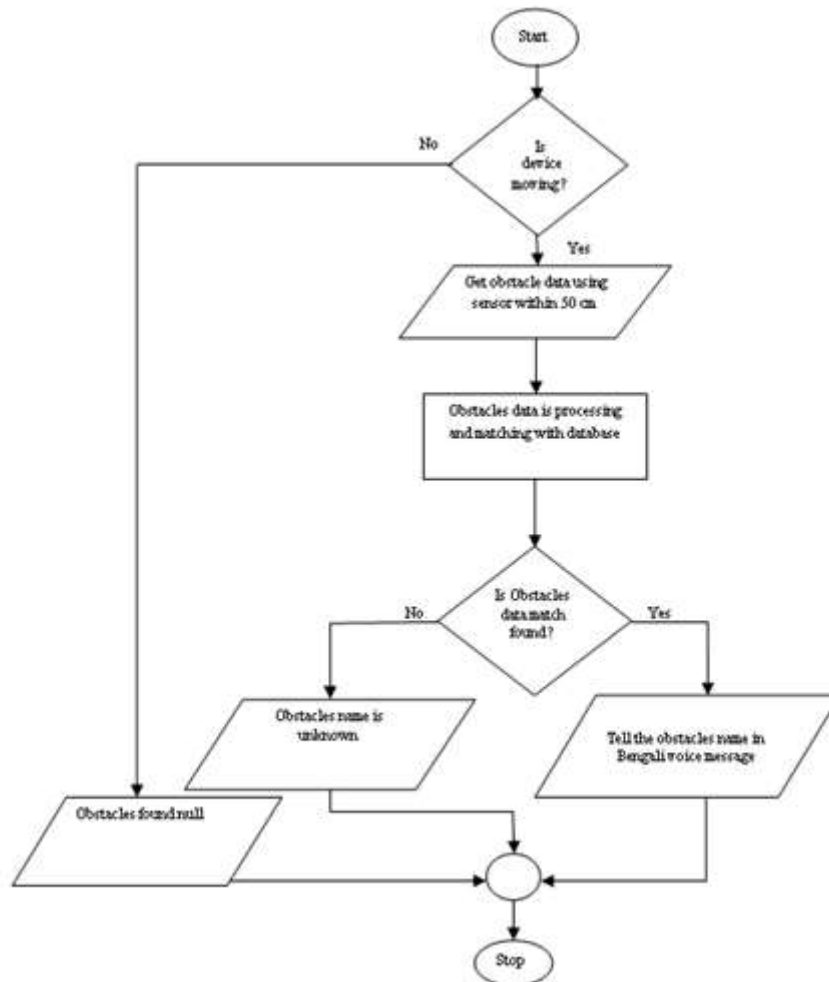 Start
No
Is
device
moving?
Yes
Get obstacle data using
sensor within 50 cm
Obstacles data is processing
and matching with database
No
Is Obstacles
data match
found?
Yes
Obstacles name is
unknown
Tell the obstacles name in
Bengali voice message
Obstacles found null
Stop